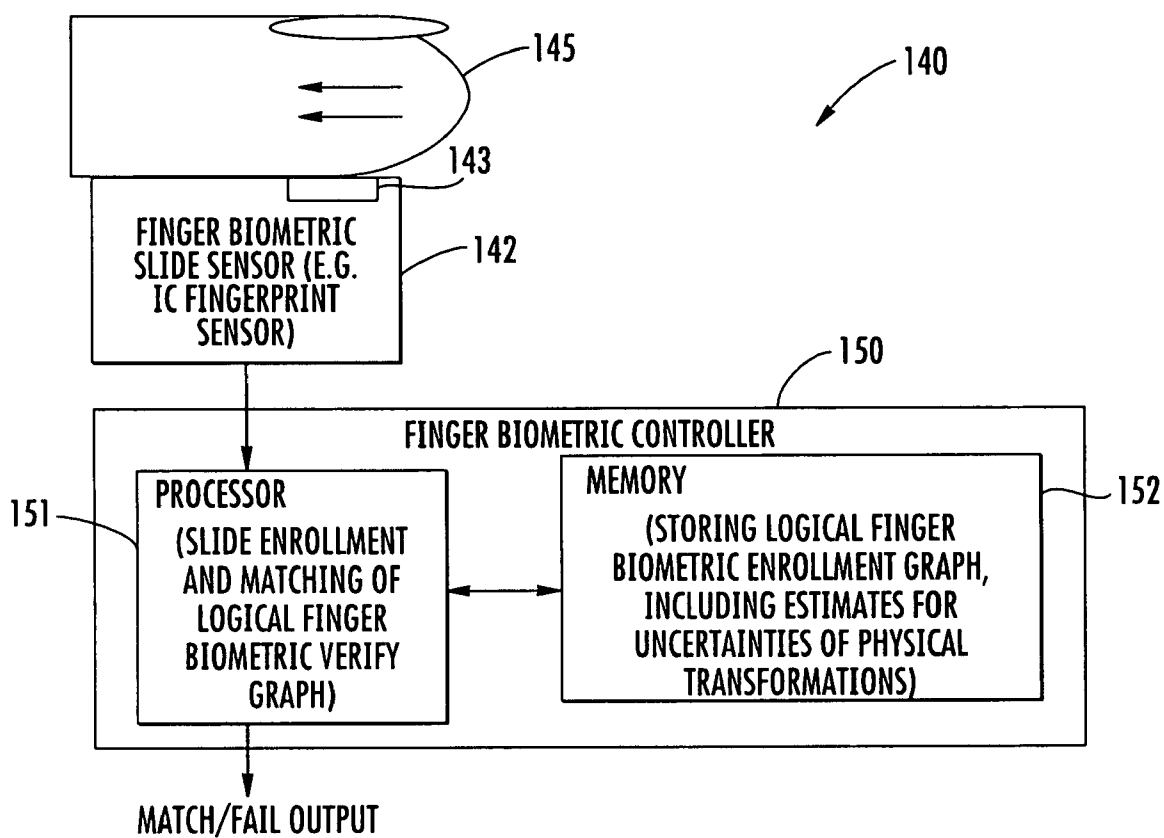 145
140
143
FINGER BIOMETRIC
SLIDE SENSOR (E.G.
IC FINGERPRINT
SENSOR)
142
150
FINGER BIOMETRIC CONTROLLER
151
PROCESSOR
(SLIDE ENROLLMENT
AND MATCHING OF
LOGICAL FINGER
BIOMETRIC VERIFY
GRAPH)
MEMORY
(STORING LOGICAL FINGER
BIOMETRIC ENROLLMENT GRAPH,
INCLUDING ESTIMATES FOR
UNCERTAINTIES OF PHYSICAL
TRANSFORMATIONS)
152
MATCH/FAIL OUTPUT